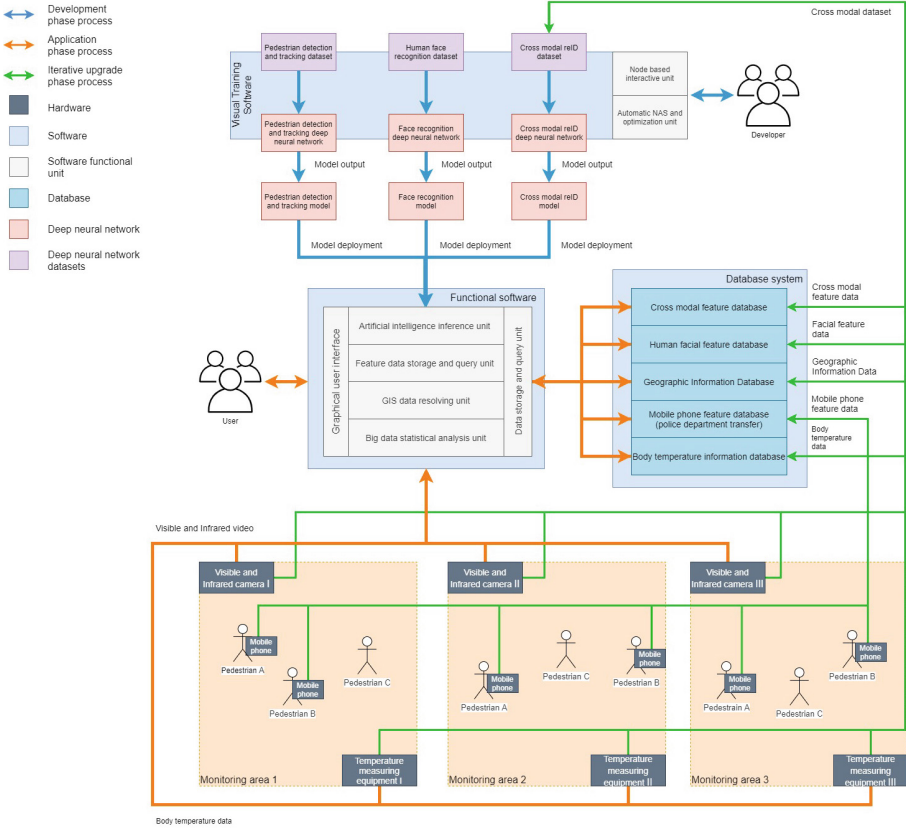 Development
phase process
Application
phase process
Iterative upgrade
phase process
Hardware
Software
Software functional
unit
Database
Deep neural network
Deep neural network
datasets
Cross modal dataset
Visual Training
Software
Pedestrian detection
and tracking dataset
Human face
recognition dataset
Cross modal reID
dataset
Node based
interactive unit
Automatic NAS and
optimization unit
Developer
Pedestrian detection
and tracking deep
neural network
Face recognition
deep neural network
Cross modal reID
deep neural network
Model output
Model output
Model output
Pedestrian detection
and tracking model
Face recognition
model
Cross modal reID
model
Model deployment
Model deployment
Model deployment
Functional software
Graphical user interface
Artificial intelligence inference unit
Feature data storage and query unit
GIS data resolving unit
Big data statistical analysis unit
Data storage and query unit
User
Database system
Cross modal feature database
Human facial feature database
Geographic Information Database
Mobile phone feature database
(police department transfer)
Body temperature information database
Cross modal
feature data
Facial feature
data
Geographic
Information Data
Mobile phone
feature data
Body
temperature
data
Visible and Infrared video
Visible and
Infrared camera I
Mobile
phone
Pedestrian A
Mobile
phone
Pedestrian B
Pedestrian C
Temperature
measuring
equipment I
Monitoring area 1
Visible and
Infrared camera II
Mobile
phone
Pedestrian A
Pedestrian C
Mobile
phone
Pedestrian B
Temperature
measuring
equipment II
Monitoring area 2
Visible and
Infrared camera III
Mobile
phone
Pedestrain A
Pedestrian C
Mobile
phone
Pedestrian B
Temperature
measuring
equipment III
Monitoring area 3
Body temperature data